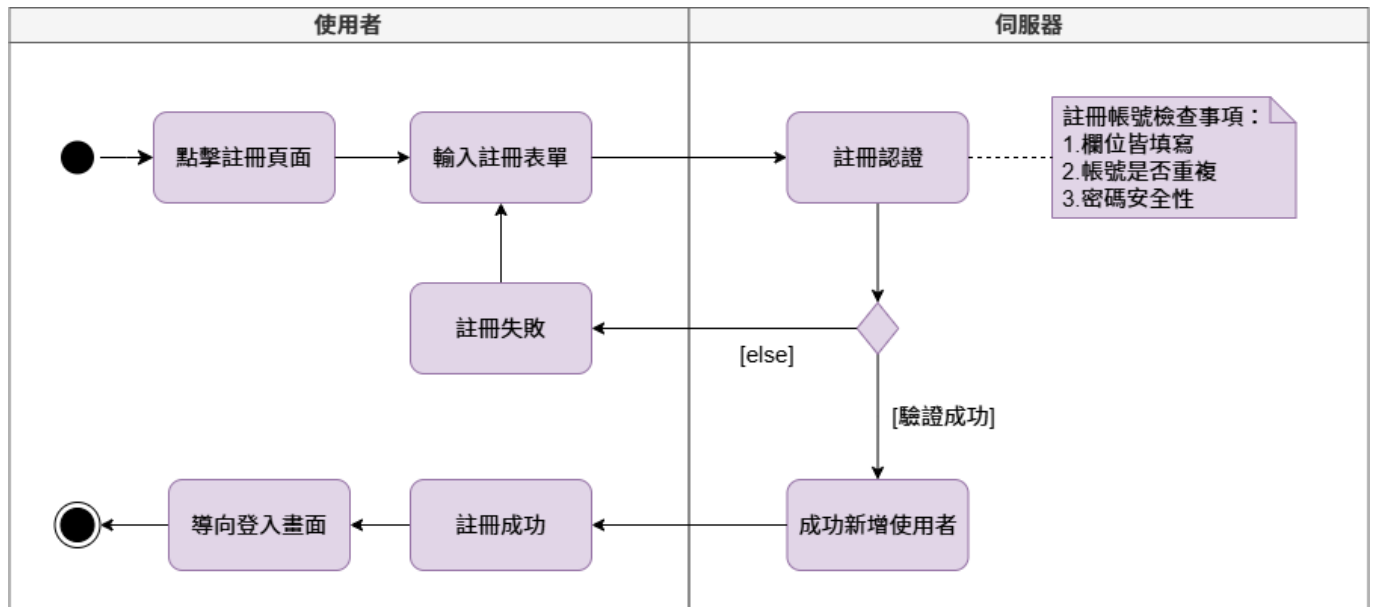 使用者
伺服器
點擊註冊頁面
輸入註冊表單
註冊認證
註冊帳號檢查事項：
1.欄位皆填寫
2.帳號是否重複
3.密碼安全性
註冊失敗
[else]
[驗證成功]
導向登入畫面
註冊成功
成功新增使用者